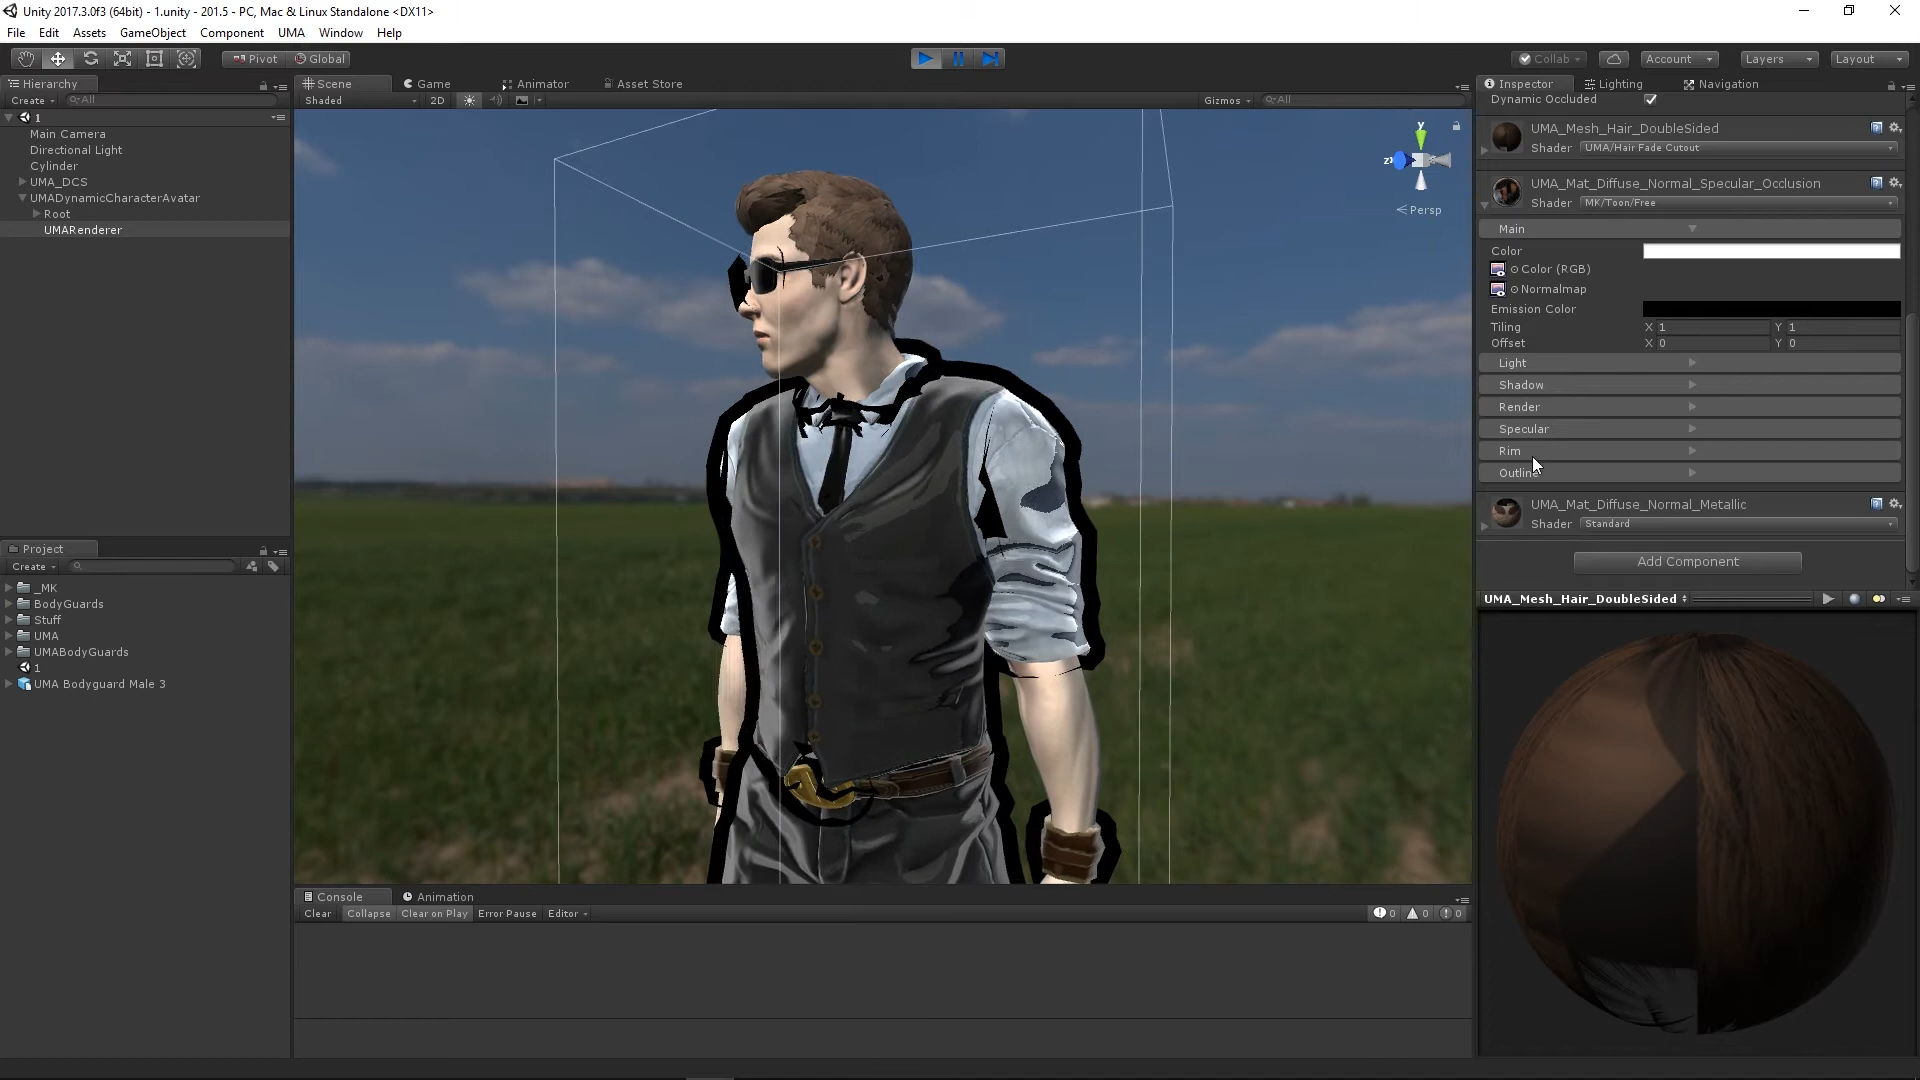 Unity 2017.3.0f3 (64bit) - 1.unity - 201.5 - PC, Mac & Linux Standalone <DX11>
File Edit Assets GameObject Component UMA Window Help
Pivot Global Collab Account Layers Layout
Hierarchy
Create All
1
Main Camera
Directional Light
Cylinder
UMA_DCS
UMADynamicCharacterAvatar
Root
UMARenderer
Project
Create
_MK
BodyGuards
Stuff
UMA
UMABodyGuards
1
UMA Bodyguard Male 3
Scene Game Animator Asset Store
Shaded 2D Gizmos All
y
z
Persp
Console Animation
Clear Collapse Clear on Play Error Pause Editor 0 0 0
Inspector Lighting Navigation
Dynamic Occluded
UMA_Mesh_Hair_DoubleSided
Shader UMA/Hair Fade Cutout
UMA_Mat_Diffuse_Normal_Specular_Occlusion
Shader MK/Toon/Free
Main
Color
Color (RGB)
Normalmap
Emission Color
Tiling X 1 Y 1
Offset X 0 Y 0
Light
Shadow
Render
Specular
Rim
Outline
UMA_Mat_Diffuse_Normal_Metallic
Shader Standard
Add Component
UMA_Mesh_Hair_DoubleSided